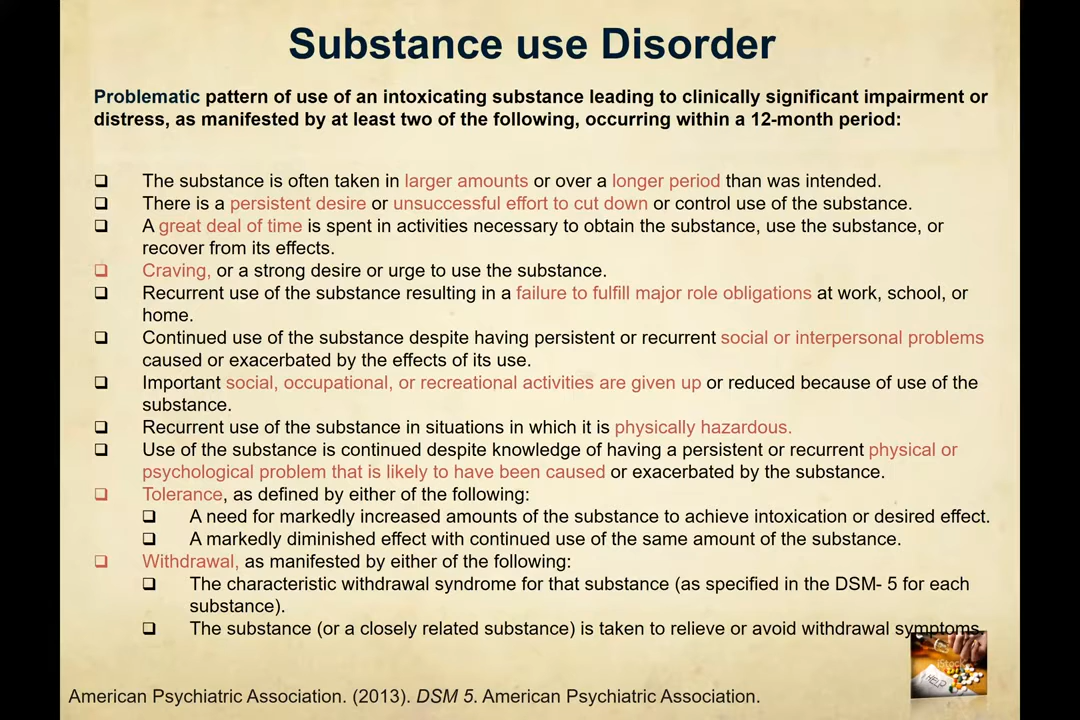 Substance use Disorder
Problematic pattern of use of an intoxicating substance leading to clinically significant impairment or
distress, as manifested by at least two of the following, occurring within a 12-month period:
The substance is often taken in larger amounts or over a longer period than was intended.
There is a persistent desire or unsuccessful effort to cut down or control use of the substance.
A great deal of time is spent in activities necessary to obtain the substance, use the substance, or
recover from its effects.
Craving, or a strong desire or urge to use the substance.
Recurrent use of the substance resulting in a failure to fulfill major role obligations at work, school, or
home.
Continued use of the substance despite having persistent or recurrent social or interpersonal problems
caused or exacerbated by the effects of its use.
Important social, occupational, or recreational activities are given up or reduced because of use of the
substance.
Recurrent use of the substance in situations in which it is physically hazardous.
Use of the substance is continued despite knowledge of having a persistent or recurrent physical or
psychological problem that is likely to have been caused or exacerbated by the substance.
Tolerance, as defined by either of the following:
A need for markedly increased amounts of the substance to achieve intoxication or desired effect.
A markedly diminished effect with continued use of the same amount of the substance.
Withdrawal, as manifested by either of the following:
The characteristic withdrawal syndrome for that substance (as specified in the DSM- 5 for each
substance).
The substance (or a closely related substance) is taken to relieve or avoid withdrawal symptoms.
iStock
HELP
American Psychiatric Association. (2013). DSM 5. American Psychiatric Association.